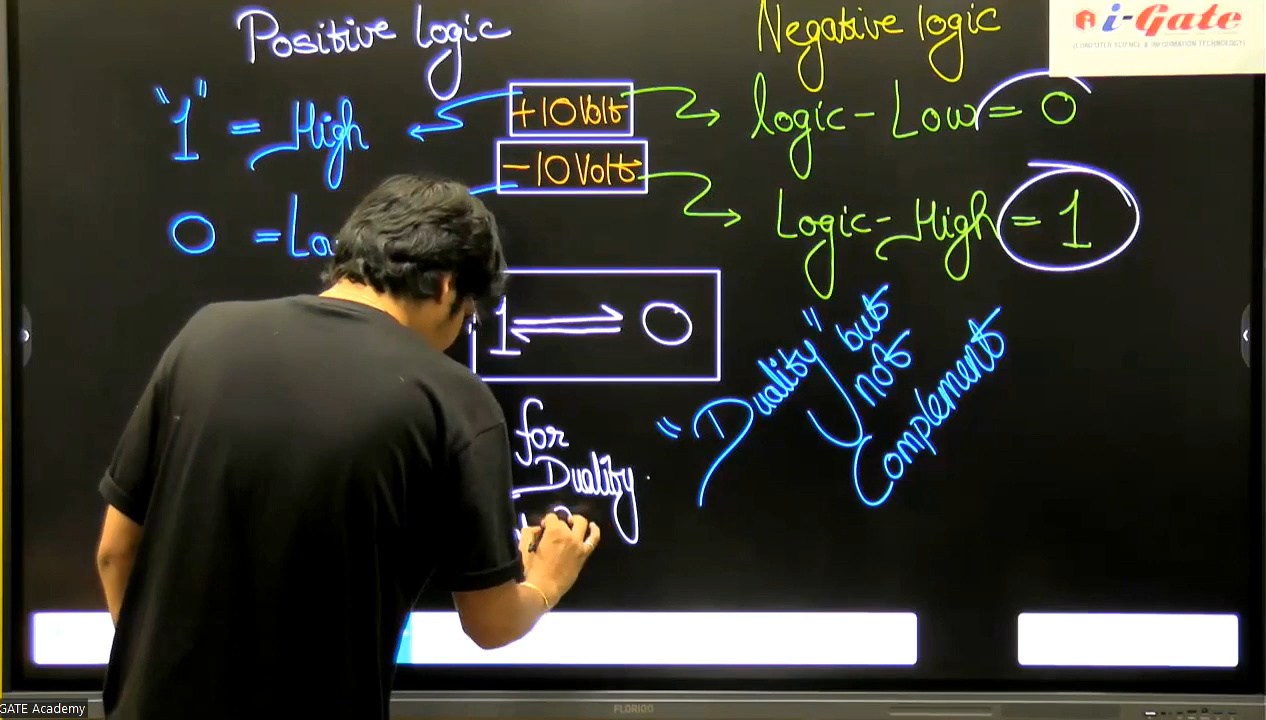 Positive logic
Negative logic
i-Gate
(COMPUTER SCIENCE & INFORMATION TECHNOLOGY)
"1" = High
+10Volt
logic-Low = 0
-10Volt
0 = Lo
Logic-High = 1
1 0
"Duality" but
not
Complement
for
Duality
GATE Academy
FLORIDO